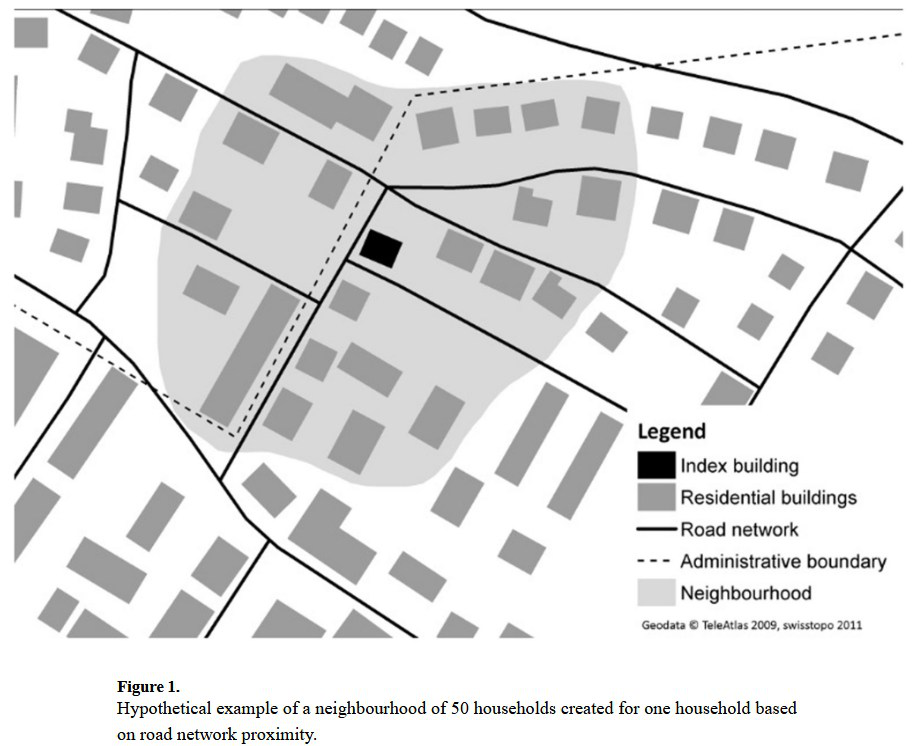 Legend
Index building
Residential buildings
Road network
Administrative boundary
Neighbourhood
Geodata © TeleAtlas 2009, swisstopo 2011
Figure 1.
Hypothetical example of a neighbourhood of 50 households created for one household based
on road network proximity.